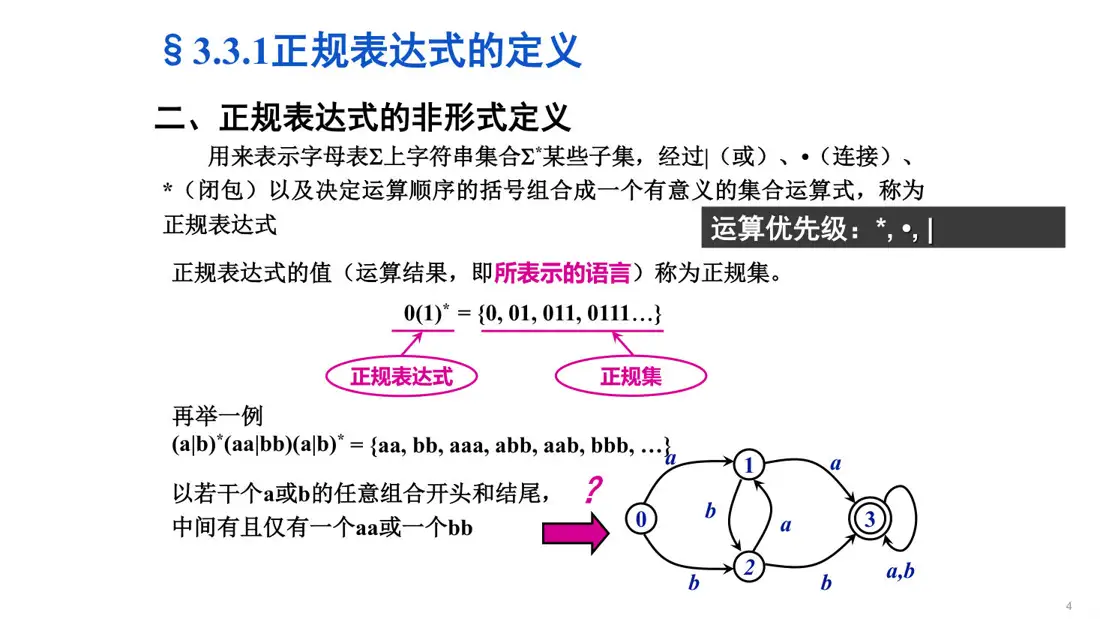 §3.3.1正规表达式的定义
二、正规表达式的非形式定义
用来表示字母表Σ上字符串集合Σ*某些子集，经过|（或）、•（连接）、
*（闭包）以及决定运算顺序的括号组合成一个有意义的集合运算式，称为
正规表达式
运算优先级：*, •, |
正规表达式的值（运算结果，即所表示的语言）称为正规集。
0(1)* = {0, 01, 011, 0111…}
正规表达式
正规集
再举一例
(a|b)*(aa|bb)(a|b)* = {aa, bb, aaa, abb, aab, bbb, …}
以若干个a或b的任意组合开头和结尾，
中间有且仅有一个aa或一个bb
?
a
1
a
0
b
a
3
2
b
b
a,b
4